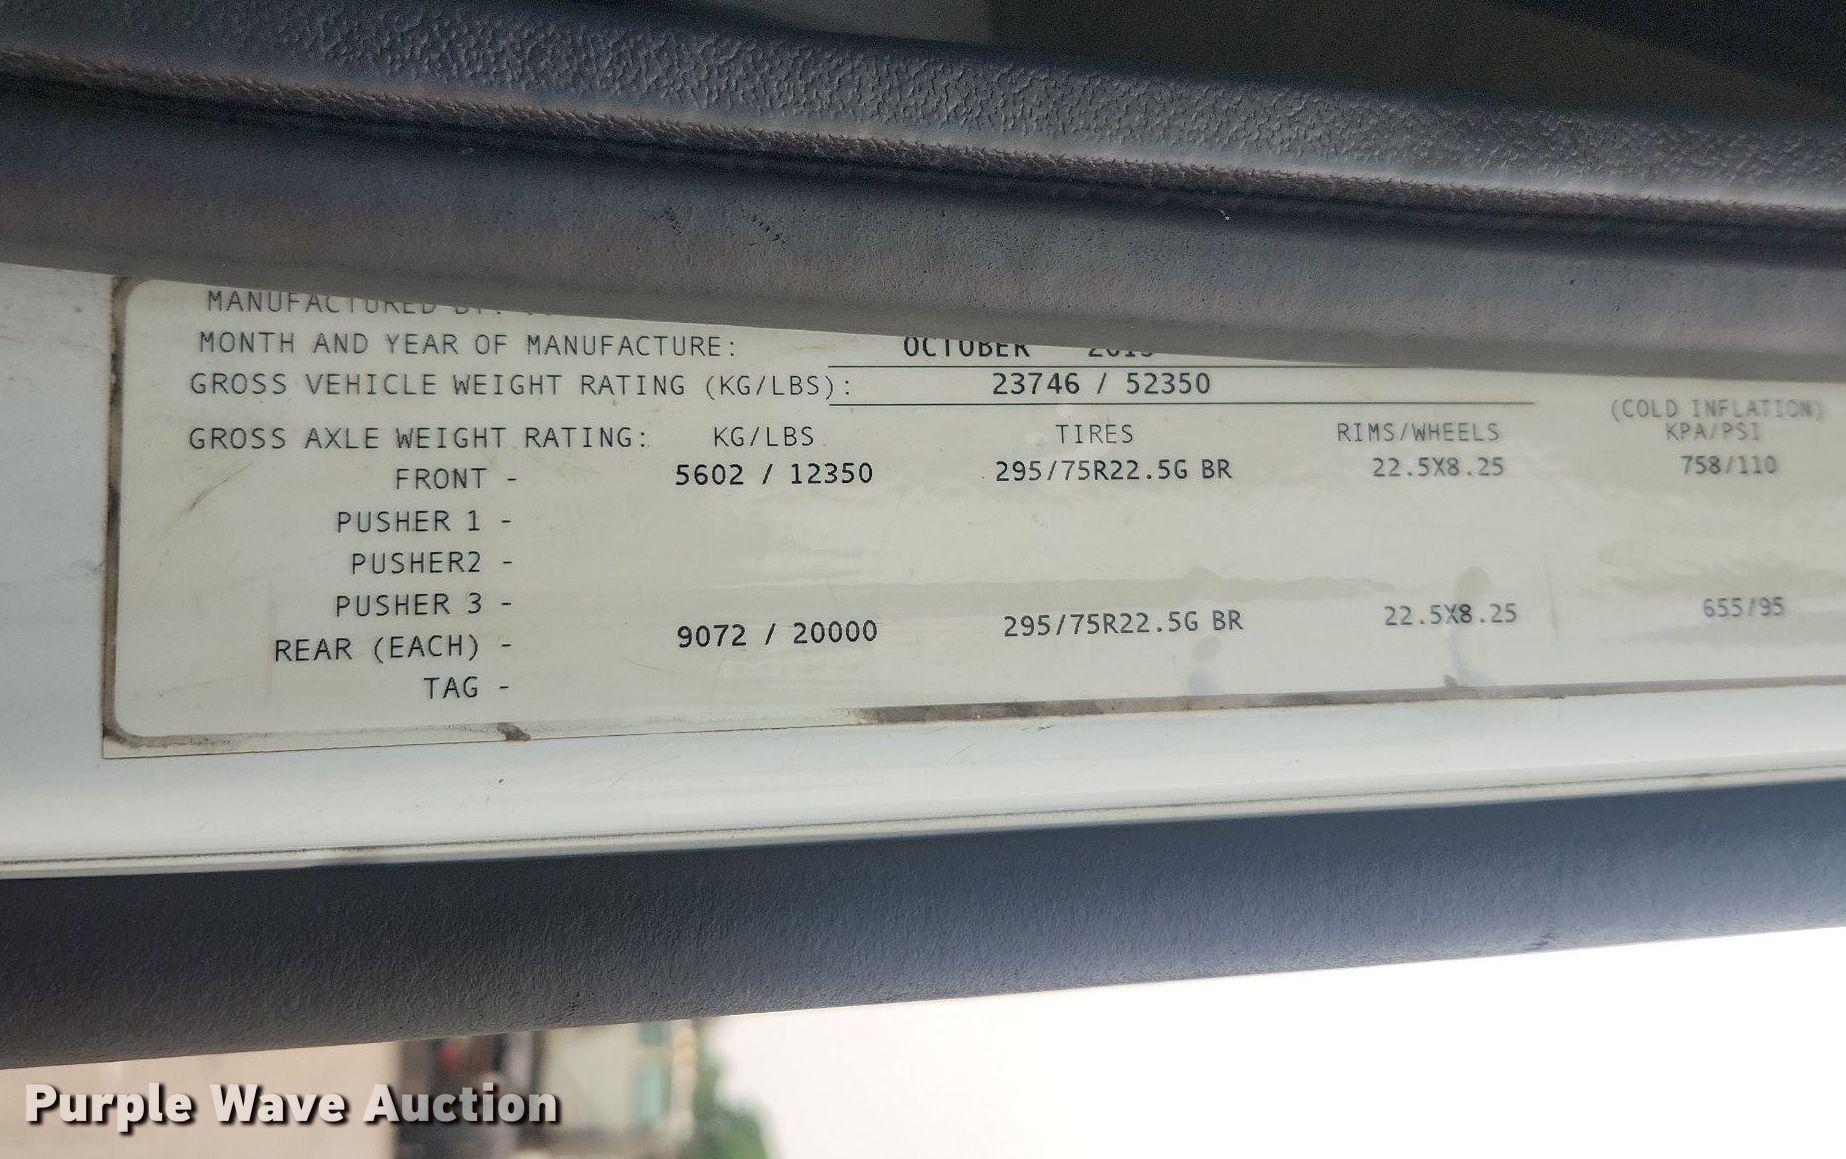 MANUFACTURED BY:
MONTH AND YEAR OF MANUFACTURE: OCTOBER
GROSS VEHICLE WEIGHT RATING (KG/LBS): 23746 / 52350
(COLD INFLATION)
GROSS AXLE WEIGHT RATING: KG/LBS TIRES RIMS/WHEELS KPA/PSI
FRONT - 5602 / 12350 295/75R22.5G BR 22.5X8.25 758/110
PUSHER 1 -
PUSHER2 -
PUSHER 3 -
REAR (EACH) - 9072 / 20000 295/75R22.5G BR 22.5X8.25 655/95
TAG -
Purple Wave Auction